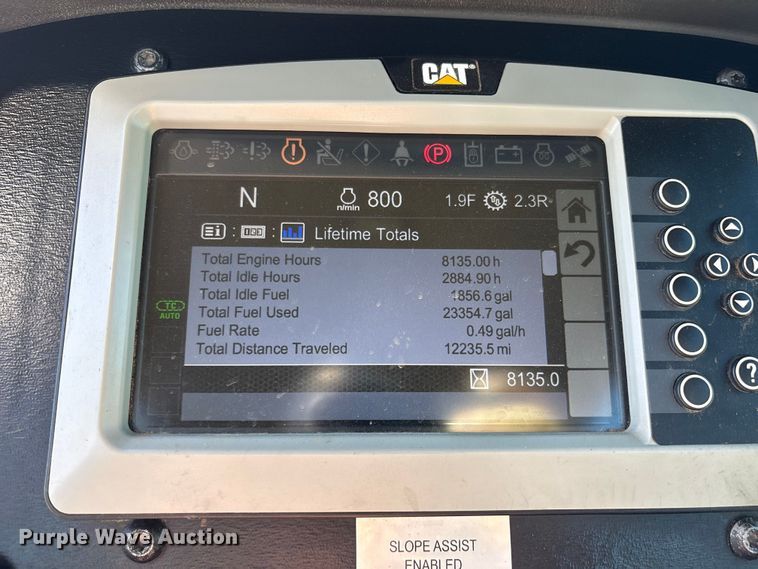 CAT
P
N
n/min
800
1.9F
2.3R
: : Lifetime Totals
Total Engine Hours 8135.00 h
Total Idle Hours 2884.90 h
Total Idle Fuel 1856.6 gal
Total Fuel Used 23354.7 gal
Fuel Rate 0.49 gal/h
Total Distance Traveled 12235.5 mi
TC
AUTO
8135.0
?
Purple Wave Auction
SLOPE ASSIST
ENABLED